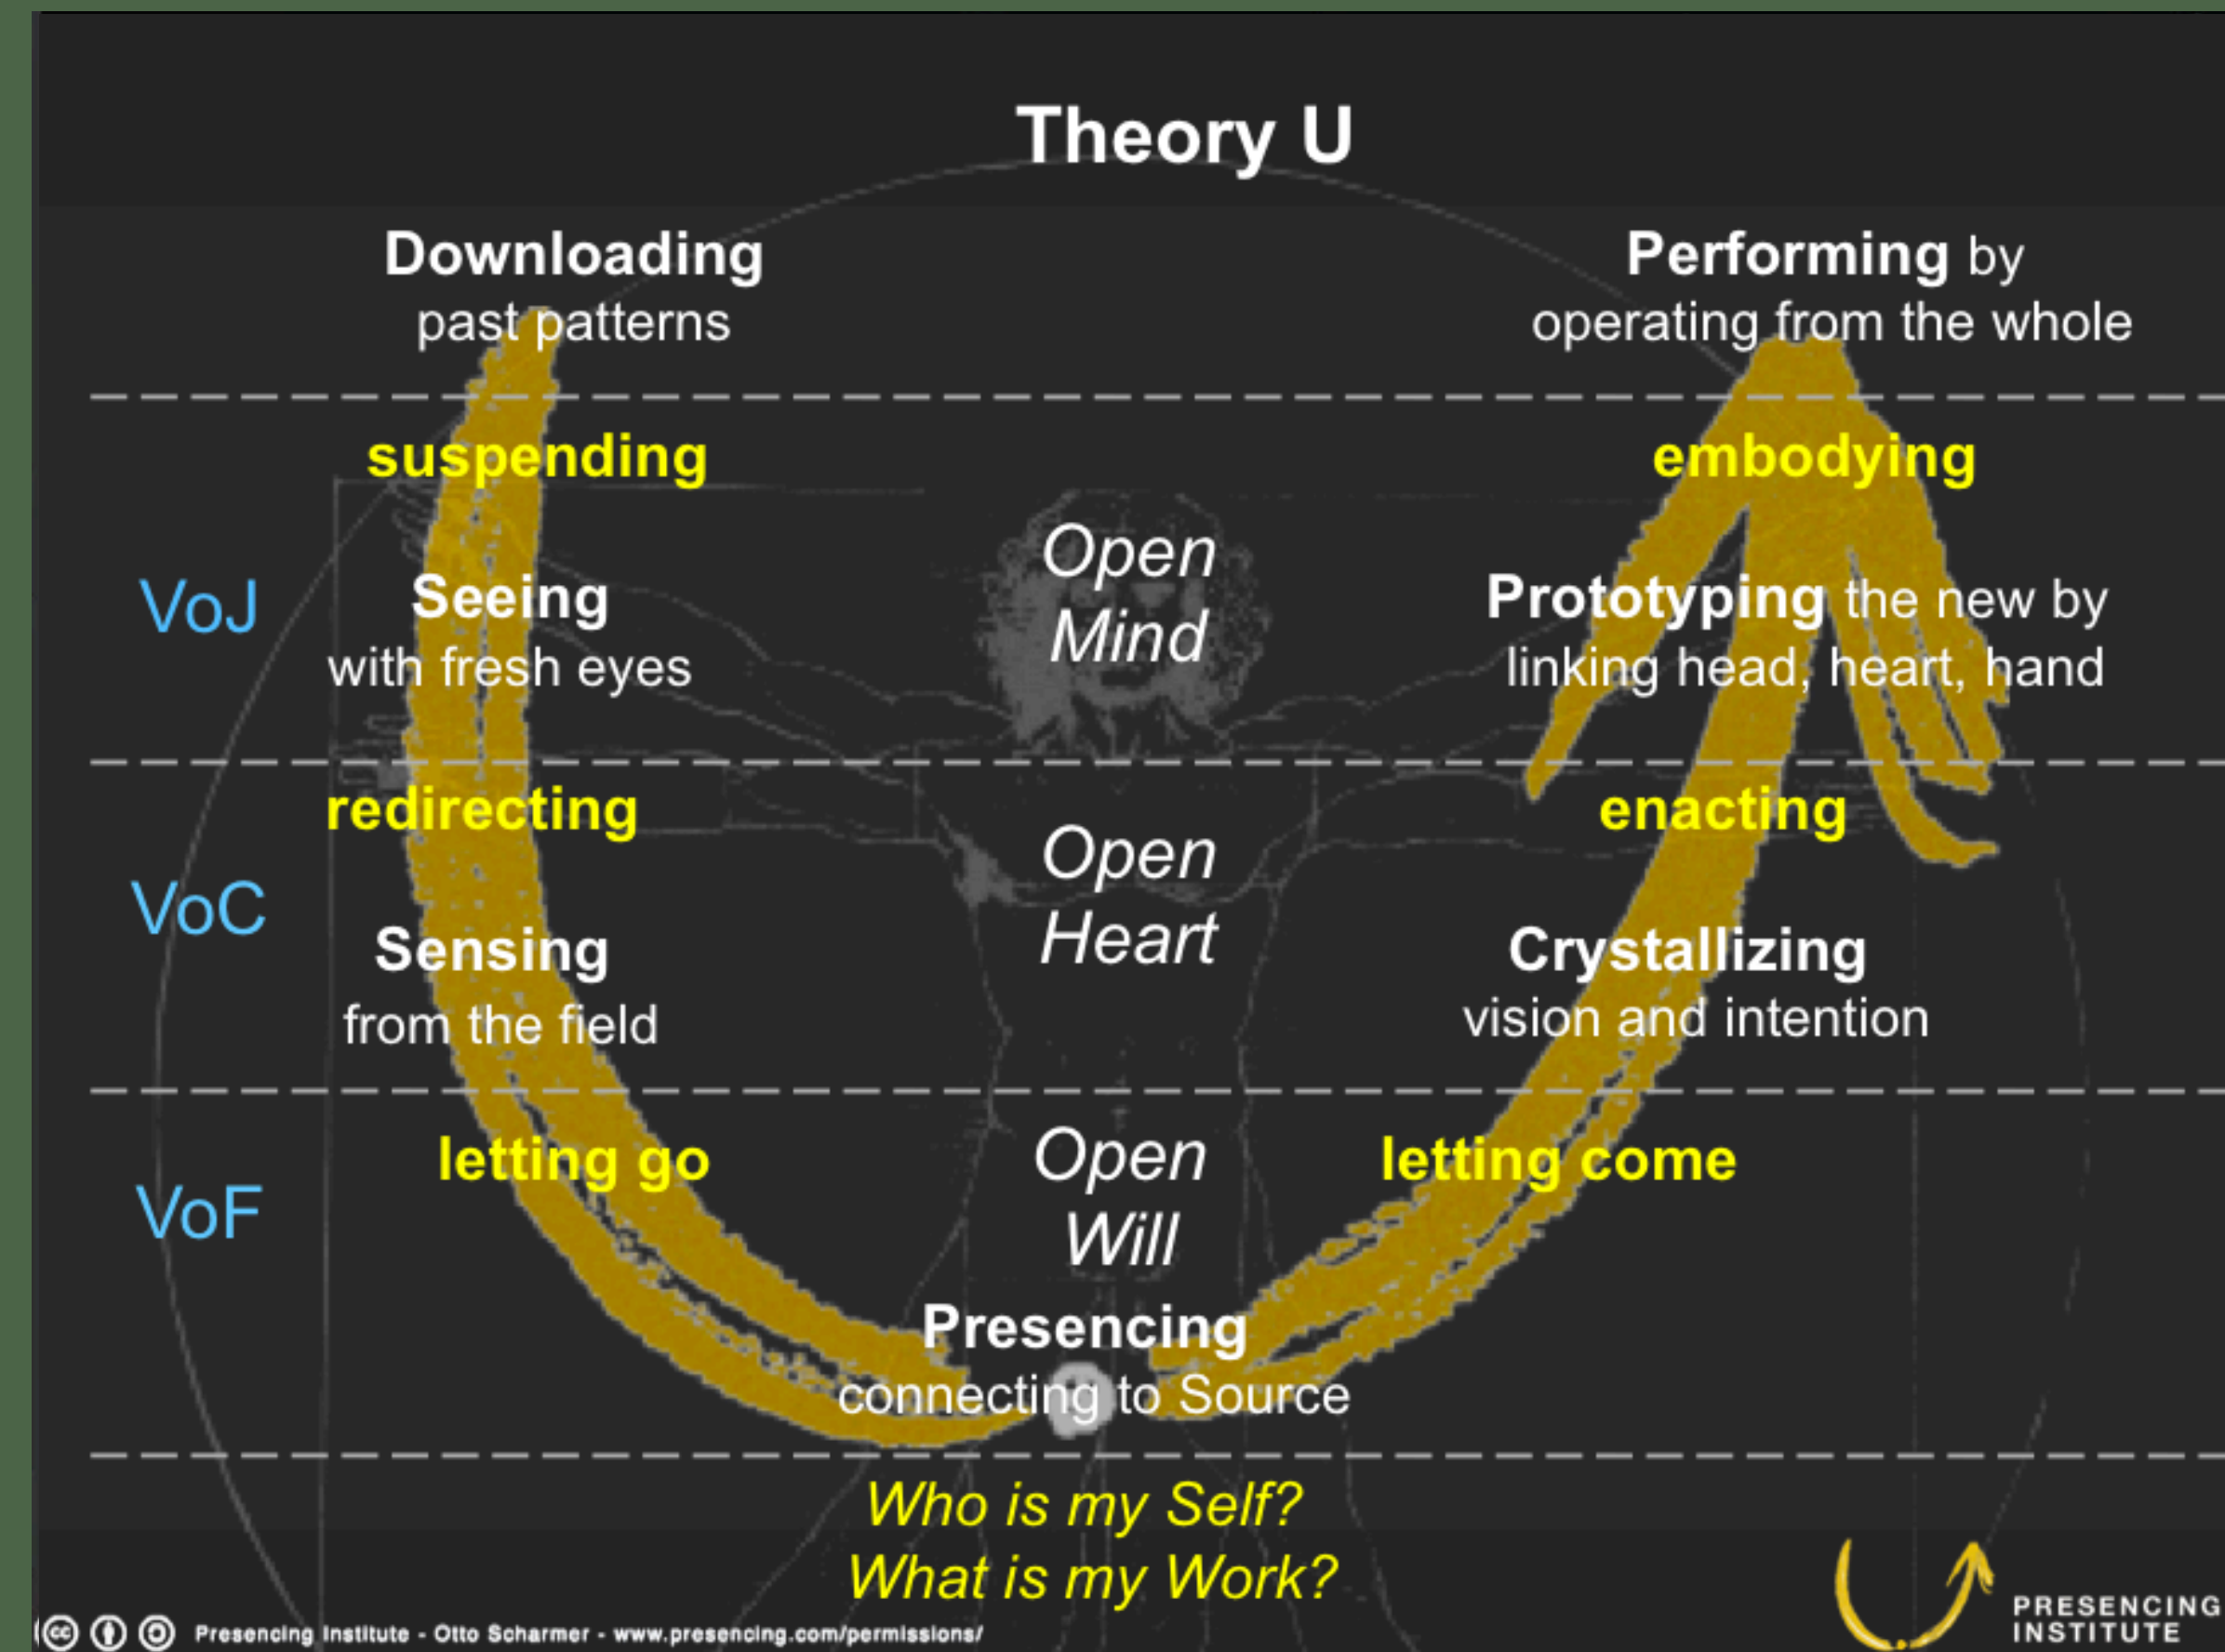 Theory U
Downloading
past patterns
Performing by
operating from the whole
suspending
embodying
VoJ
Seeing
with fresh eyes
Open
Mind
Prototyping the new by
linking head, heart, hand
redirecting
enacting
VoC
Sensing
from the field
Open
Heart
Crystallizing
vision and intention
letting go
letting come
VoF
Open
Will
Presencing
connecting to Source
Who is my Self?
What is my Work?
cc
Presencing Institute - Otto Scharmer - www.presencing.com/permissions/
PRESENCING
INSTITUTE